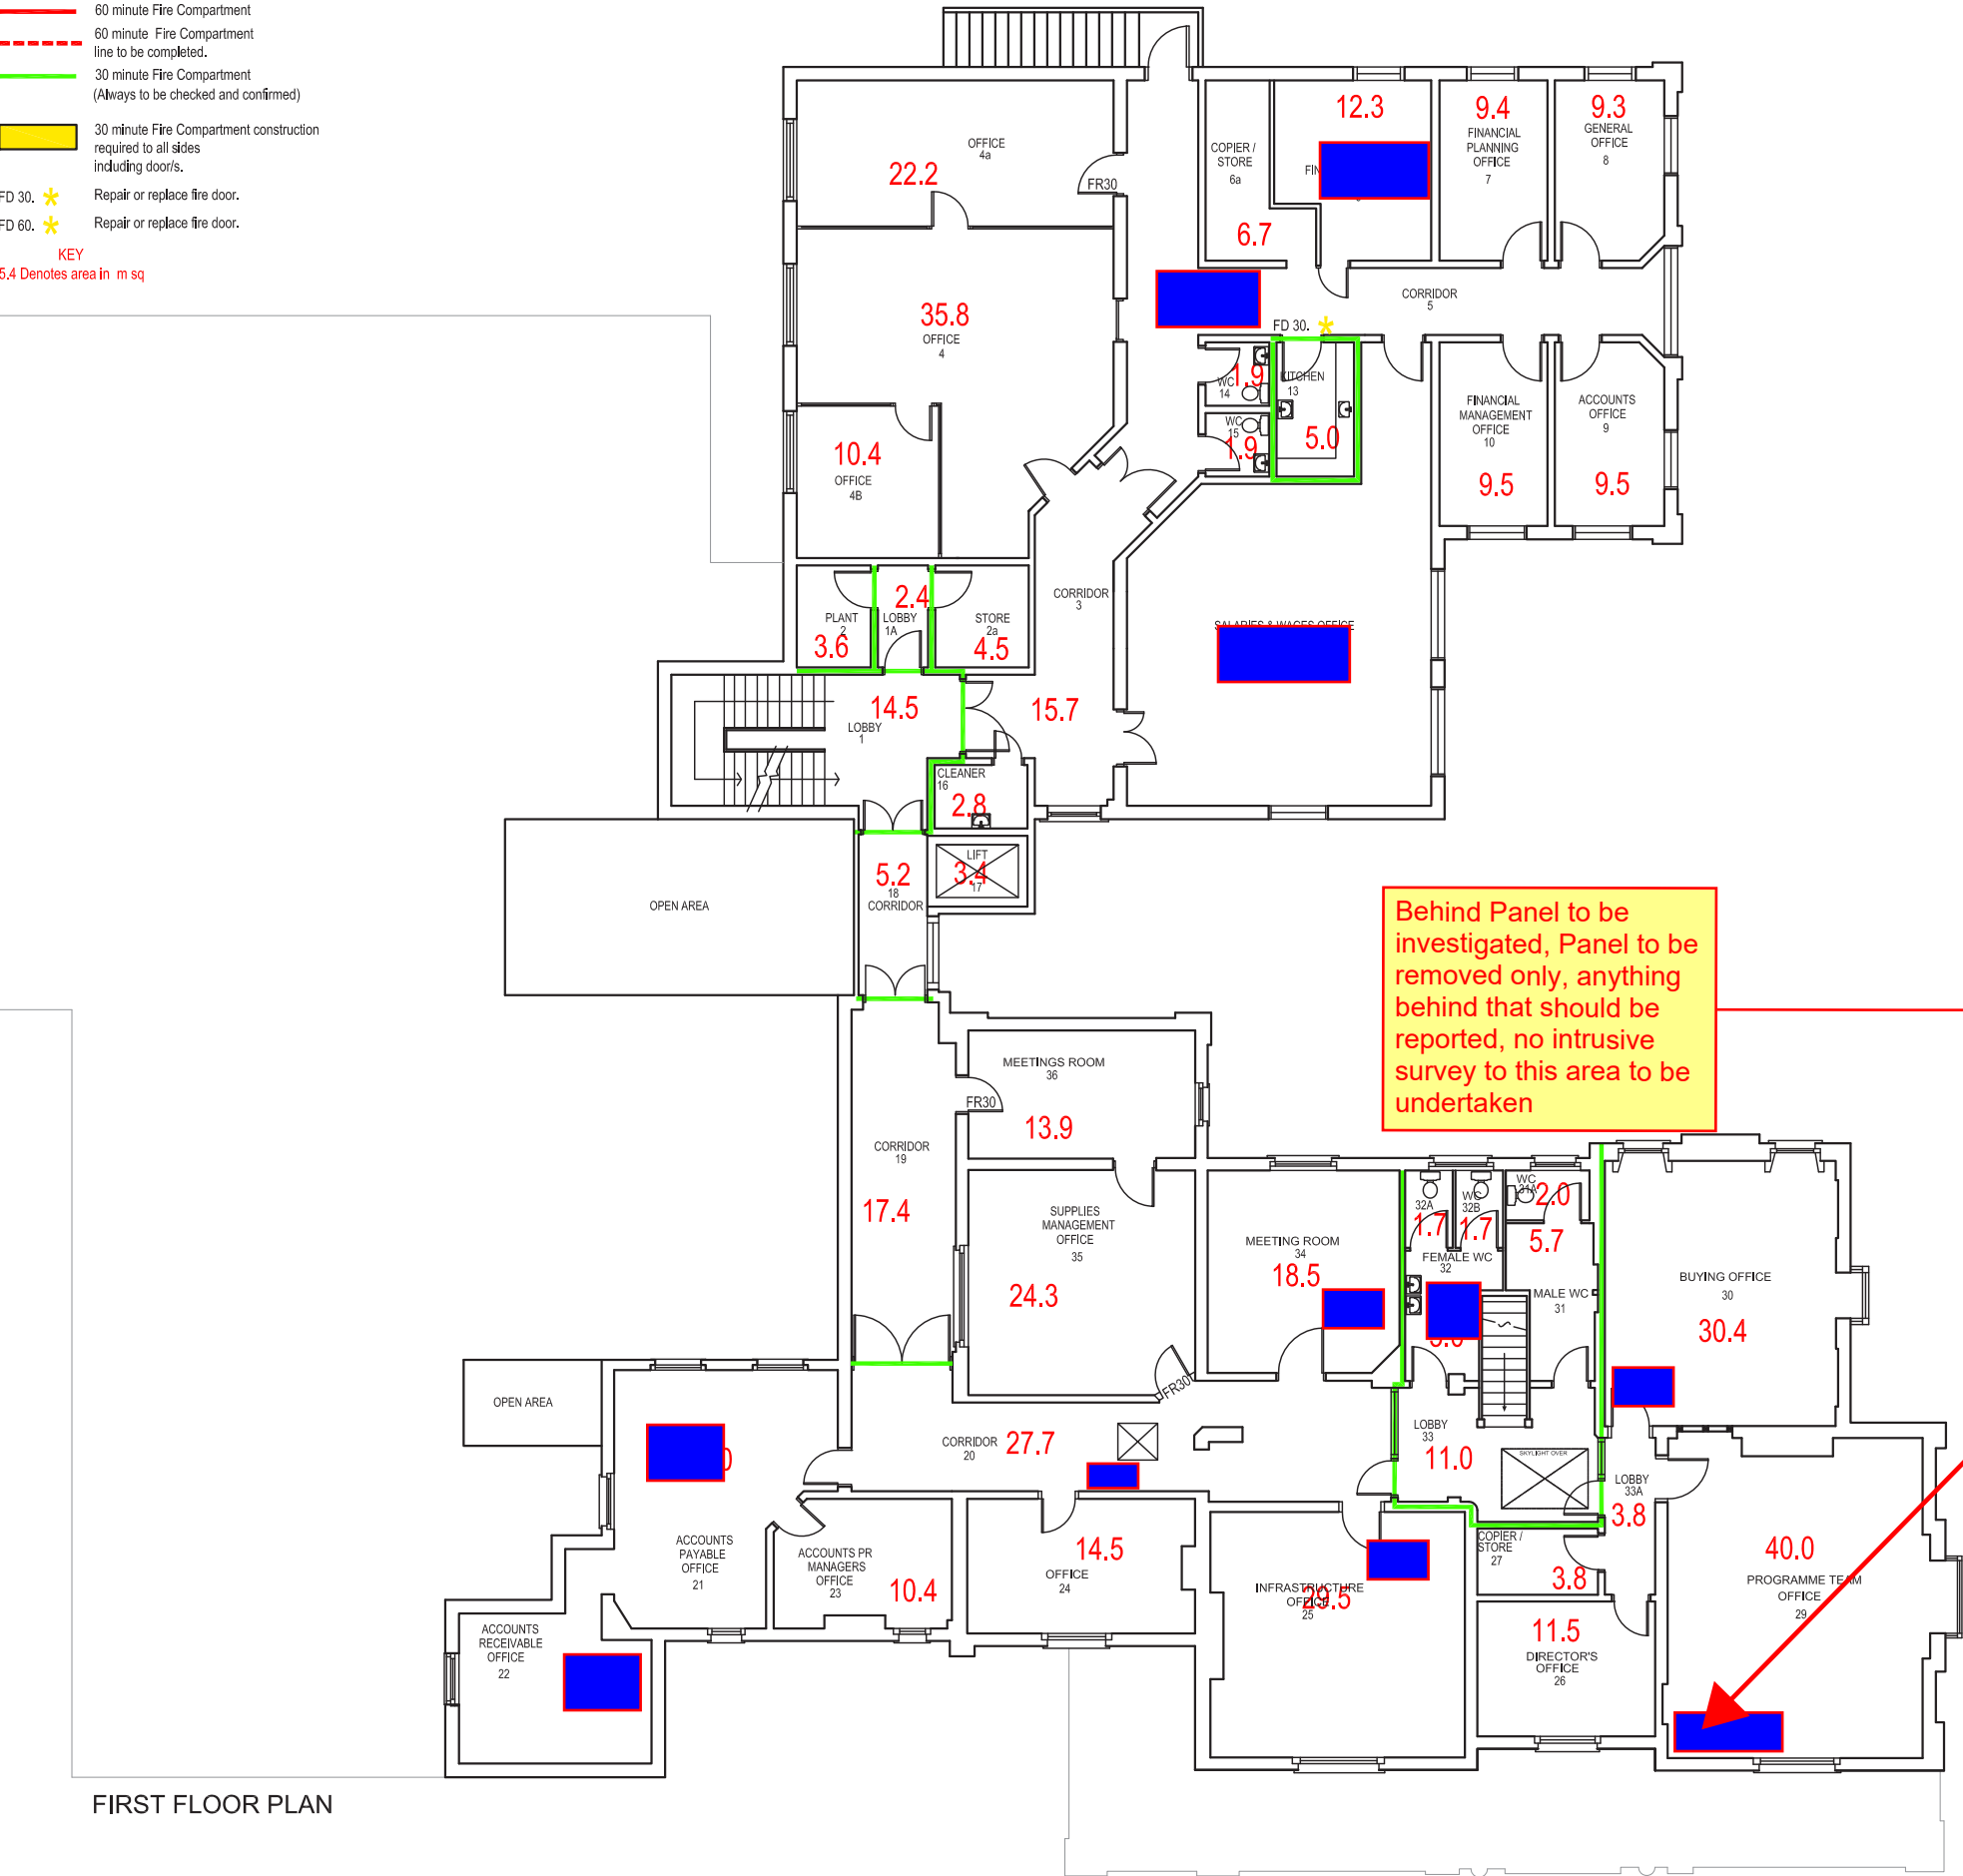 60 minute Fire Compartment
60 minute Fire Compartment
line to be completed.
30 minute Fire Compartment
(Always to be checked and confirmed)
30 minute Fire Compartment construction
required to all sides
including door/s.
FD 30. * Repair or replace fire door.
FD 60. * Repair or replace fire door.
KEY
5.4 Denotes area in m sq
OFFICE
4a
22.2
FR30
COPIER /
STORE
6a
6.7
12.3
9.4
FINANCIAL
PLANNING
OFFICE
7
9.3
GENERAL
OFFICE
8
CORRIDOR
5
35.8
OFFICE
4
FD 30. *
WC
14
1.9
WC
15
1.9
KITCHEN
13
5.0
FINANCIAL
MANAGEMENT
OFFICE
10
9.5
ACCOUNTS
OFFICE
9
9.5
10.4
OFFICE
4B
PLANT
2
3.6
2.4
LOBBY
1A
STORE
2a
4.5
CORRIDOR
3
SALARIES & WAGES OFFICE
14.5
LOBBY
1
15.7
CLEANER
16
2.8
LIFT
3.4
17
5.2
18
CORRIDOR
OPEN AREA
Behind Panel to be
investigated, Panel to be
removed only, anything
behind that should be
reported, no intrusive
survey to this area to be
undertaken
MEETINGS ROOM
36
FR30
13.9
CORRIDOR
19
17.4
SUPPLIES
MANAGEMENT
OFFICE
35
24.3
FR30
MEETING ROOM
34
18.5
32A
1.7
WC
32B
1.7
FEMALE WC
32
WC
31A
2.0
5.7
MALE WC
31
BUYING OFFICE
30
30.4
OPEN AREA
CORRIDOR
20
27.7
LOBBY
33
11.0
SKYLIGHT OVER
LOBBY
33A
3.8
ACCOUNTS
PAYABLE
OFFICE
21
ACCOUNTS PR
MANAGERS
OFFICE
23
10.4
14.5
OFFICE
24
INFRASTRUCTURE
OFFICE
25
29.5
COPIER /
STORE
27
3.8
11.5
DIRECTOR'S
OFFICE
26
40.0
PROGRAMME TEAM
OFFICE
29
ACCOUNTS
RECEIVABLE
OFFICE
22
FIRST FLOOR PLAN